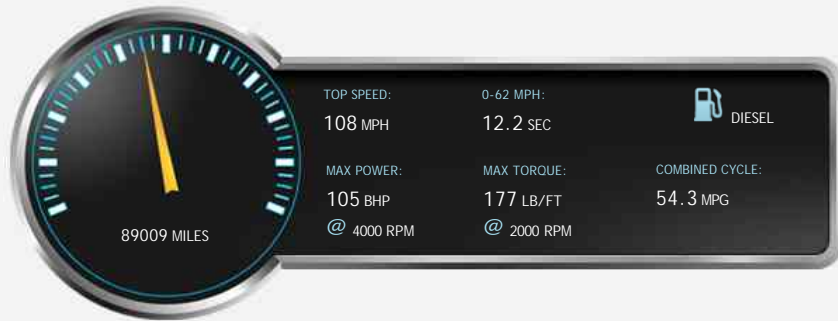 TOP SPEED:
108 MPH
0-62 MPH:
12.2 SEC
DIESEL
MAX POWER:
105 BHP
@ 4000 RPM
MAX TORQUE:
177 LB/FT
@ 2000 RPM
COMBINED CYCLE:
54.3 MPG
89009 MILES